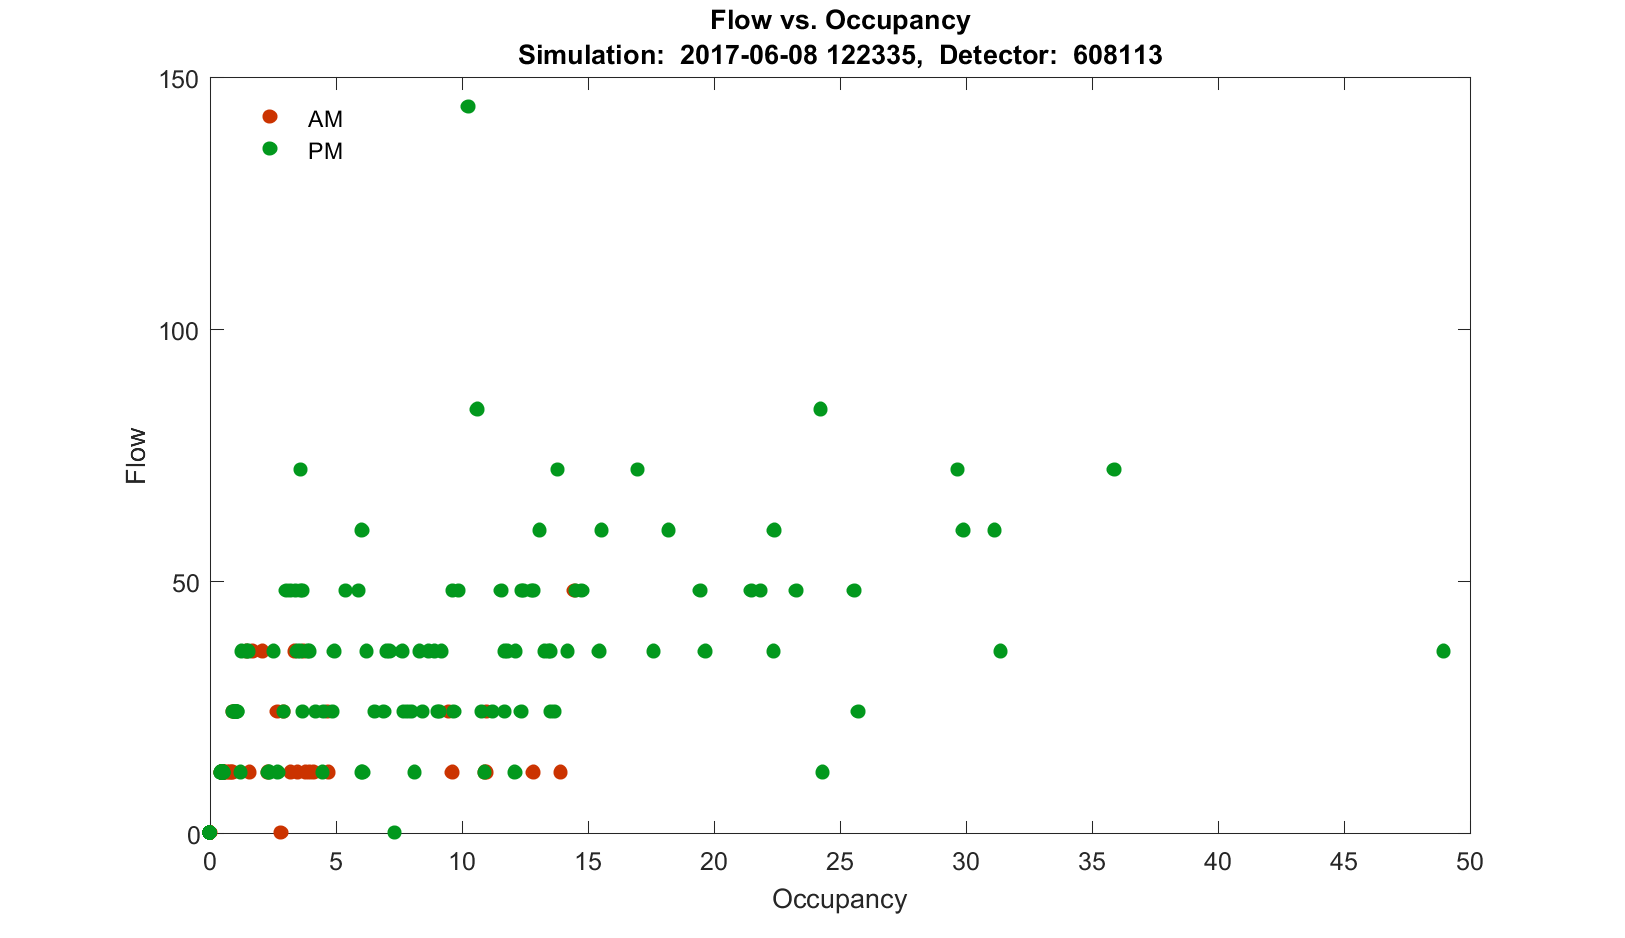 Flow vs. Occupancy
Simulation:  2017-06-08 122335,  Detector:  608113
150
AM
PM
100
Flow
50
0
0 5 10 15 20 25 30 35 40 45 50
Occupancy